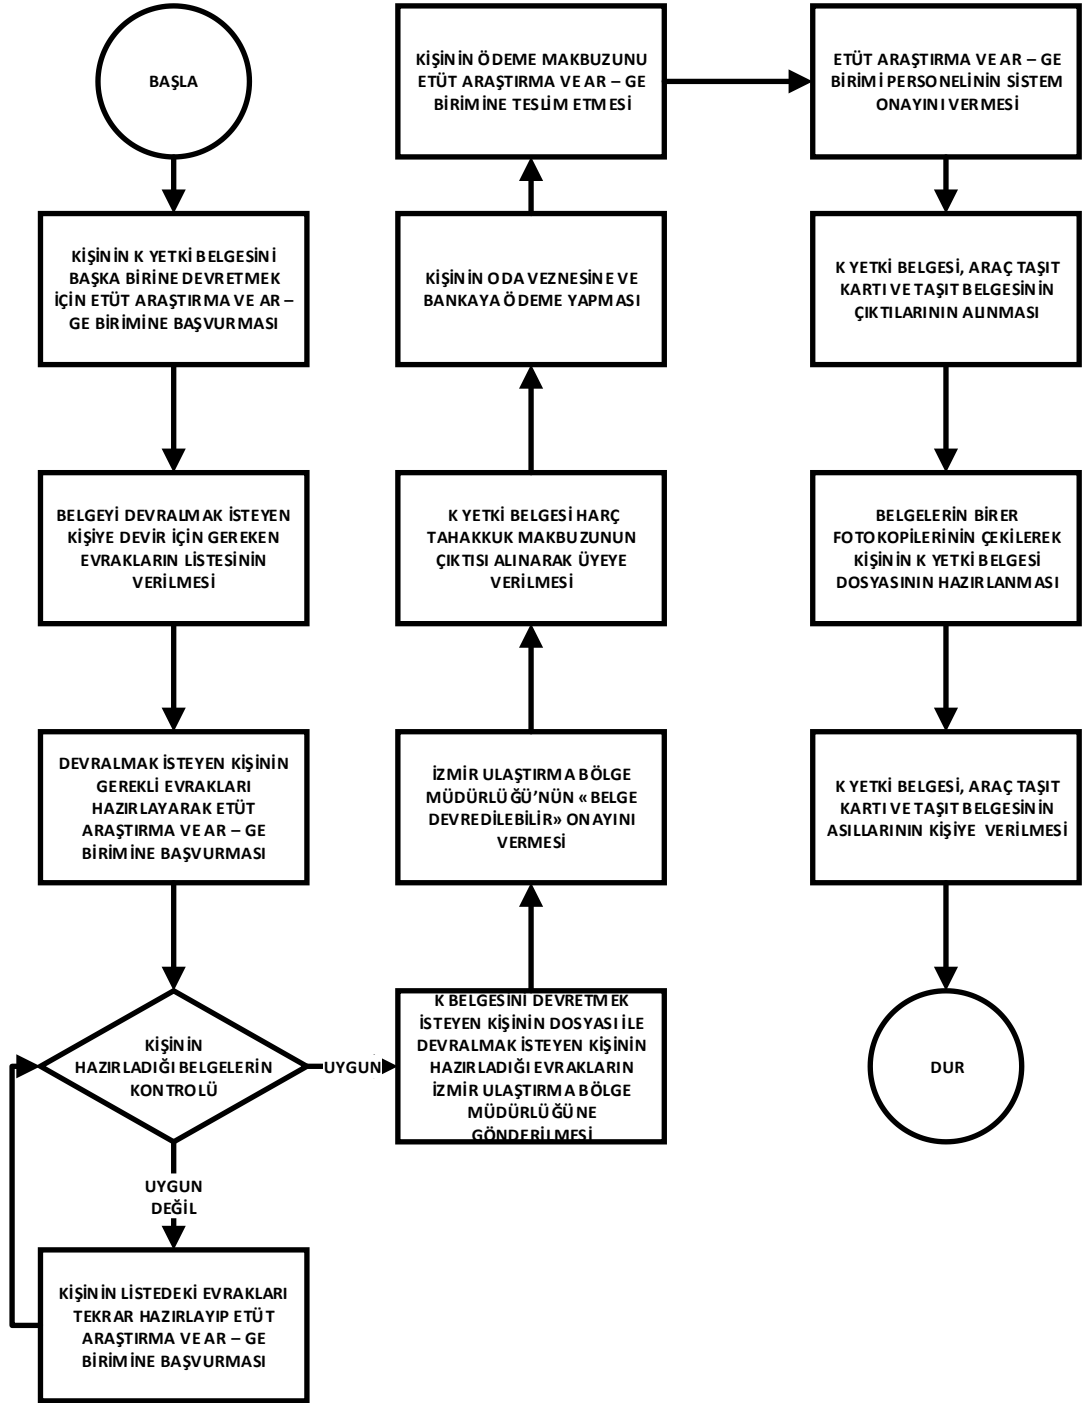 BAŞLA
KİŞİNİN K YETKİ BELGESİNİ
BAŞKA BİRİNE DEVRETMEK
İÇİN ETÜT ARAŞTIRMA VE AR –
GE BİRİMİNE BAŞVURMASI
BELGEYİ DEVRALMAK İSTEYEN
KİŞİYE DEVİR İÇİN GEREKEN
EVRAKLARIN LİSTESİNİN
VERİLMESİ
DEVRALMAK İSTEYEN KİŞİNİN
GEREKLİ EVRAKLARI
HAZIRLAYARAK ETÜT
ARAŞTIRMA VE AR – GE
BİRİMİNE BAŞVURMASI
KİŞİNİN
HAZIRLADIĞI BELGELERİN
KONTROLÜ
UYGUN
DEĞİL
KİŞİNİN LİSTEDEKİ EVRAKLARI
TEKRAR HAZIRLAYIP ETÜT
ARAŞTIRMA VE AR – GE
BİRİMİNE BAŞVURMASI
UYGUN
K BELGESİNİ DEVRETMEK
İSTEYEN KİŞİNİN DOSYASI İLE
DEVRALMAK İSTEYEN KİŞİNİN
HAZIRLADIĞI EVRAKLARIN
İZMİR ULAŞTIRMA BÖLGE
MÜDÜRLÜĞÜNE
GÖNDERİLMESİ
İZMİR ULAŞTIRMA BÖLGE
MÜDÜRLÜĞÜ’NÜN «BELGE
DEVREDİLEBİLİR» ONAYINI
VERMESİ
K YETKİ BELGESİ HARÇ
TAHAKKUK MAKBUZUNUN
ÇIKTISI ALINARAK ÜYEYE
VERİLMESİ
KİŞİNİN ODA VEZNESİNE VE
BANKAYA ÖDEME YAPMASI
KİŞİNİN ÖDEME MAKBUZUNU
ETÜT ARAŞTIRMA VE AR – GE
BİRİMİNE TESLİM ETMESİ
ETÜT ARAŞTIRMA VE AR – GE
BİRİMİ PERSONELİNİN SİSTEM
ONAYINI VERMESİ
K YETKİ BELGESİ, ARAÇ TAŞIT
KARTI VE TAŞIT BELGESİNİN
ÇIKTILARININ ALINMASI
BELGELERİN BİRER
FOTOKOPİLERİNİN ÇEKİLEREK
KİŞİNİN K YETKİ BELGESİ
DOSYASININ HAZIRLANMASI
K YETKİ BELGESİ, ARAÇ TAŞIT
KARTI VE TAŞIT BELGESİNİN
ASILLARININ KİŞİYE VERİLMESİ
DUR